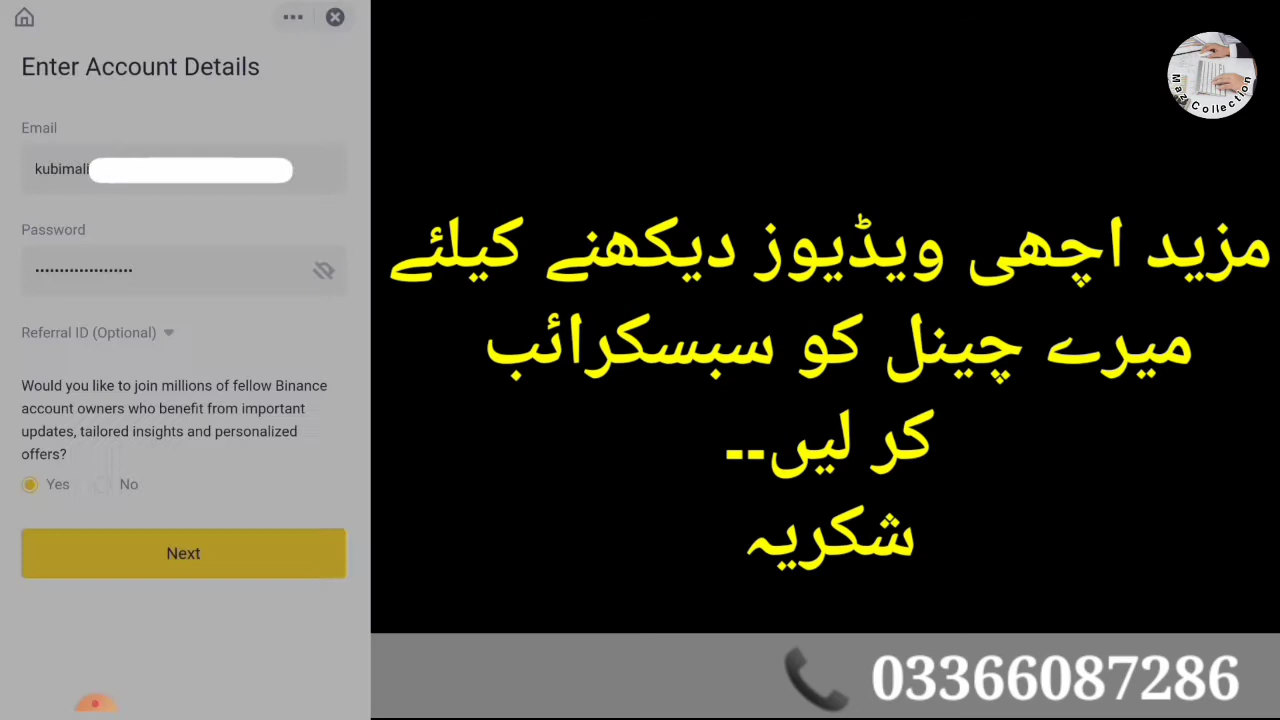 Enter Account Details
Email
kubimali
Password
Referral ID (Optional)
Would you like to join millions of fellow Binance
account owners who benefit from important
updates, tailored insights and personalized
offers?
Yes
No
Next
Maz Collection
مزید اچھی ویڈیوز دیکھنے کیلئے
میرے چینل کو سبسکرائب
کر لیں--
شکریہ
03366087286